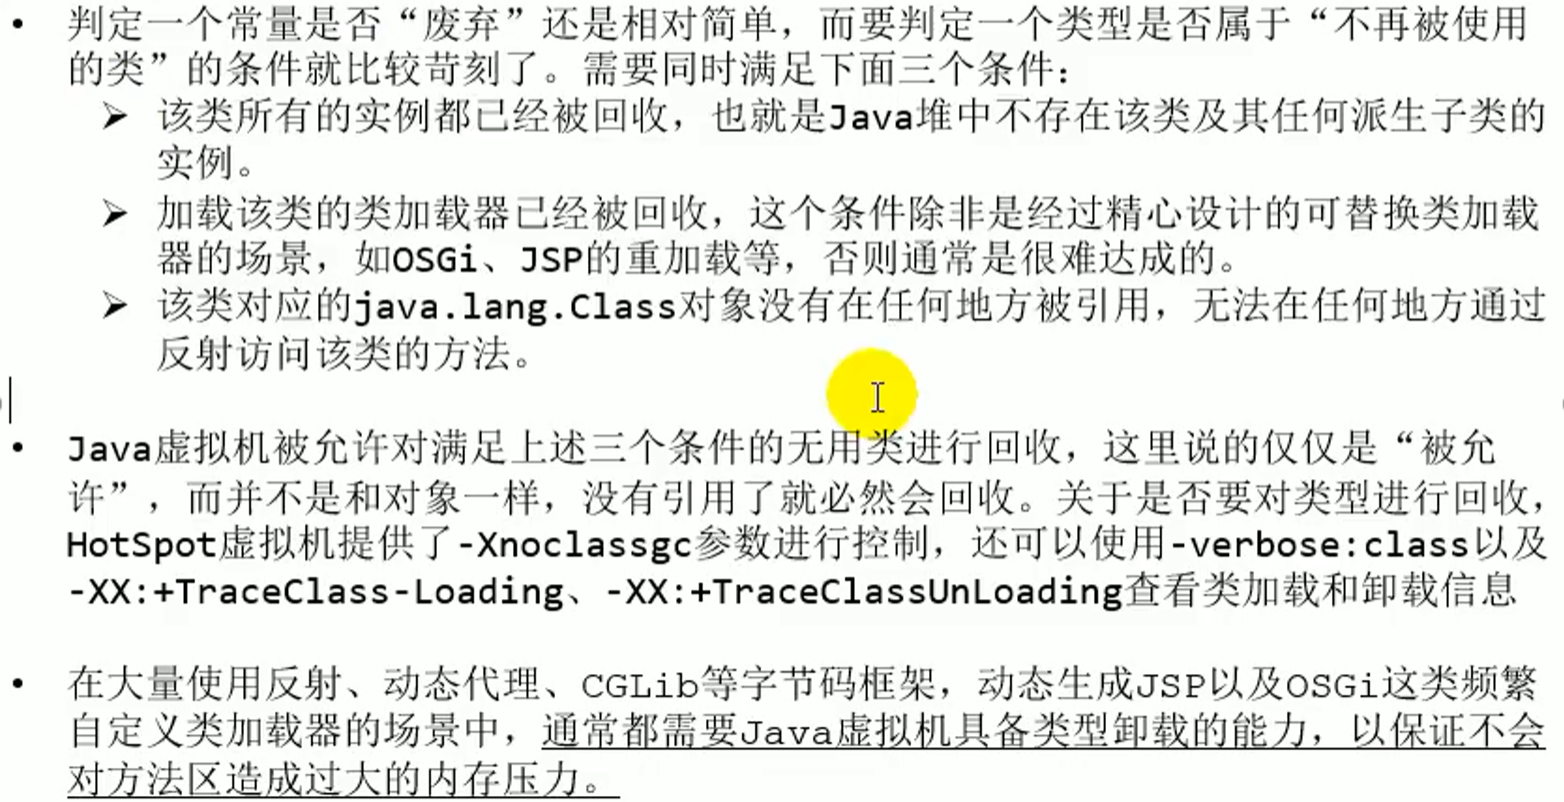 • 判定一个常量是否“废弃”还是相对简单，而要判定一个类型是否属于“不再被使用
的类”的条件就比较苛刻了。需要同时满足下面三个条件：
➢ 该类所有的实例都已经被回收，也就是Java堆中不存在该类及其任何派生子类的
实例。
➢ 加载该类的类加载器已经被回收，这个条件除非是经过精心设计的可替换类加载
器的场景，如OSGi、JSP的重加载等，否则通常是很难达成的。
➢ 该类对应的java.lang.Class对象没有在任何地方被引用，无法在任何地方通过
反射访问该类的方法。
• Java虚拟机被允许对满足上述三个条件的无用类进行回收，这里说的仅仅是“被允
许”，而并不是和对象一样，没有引用了就必然会回收。关于是否要对类型进行回收，
HotSpot虚拟机提供了-Xnoclassgc参数进行控制，还可以使用-verbose:class以及
-XX:+TraceClass-Loading、-XX:+TraceClassUnLoading查看类加载和卸载信息
• 在大量使用反射、动态代理、CGLib等字节码框架，动态生成JSP以及OSGi这类频繁
自定义类加载器的场景中，通常都需要Java虚拟机具备类型卸载的能力，以保证不会
对方法区造成过大的内存压力。